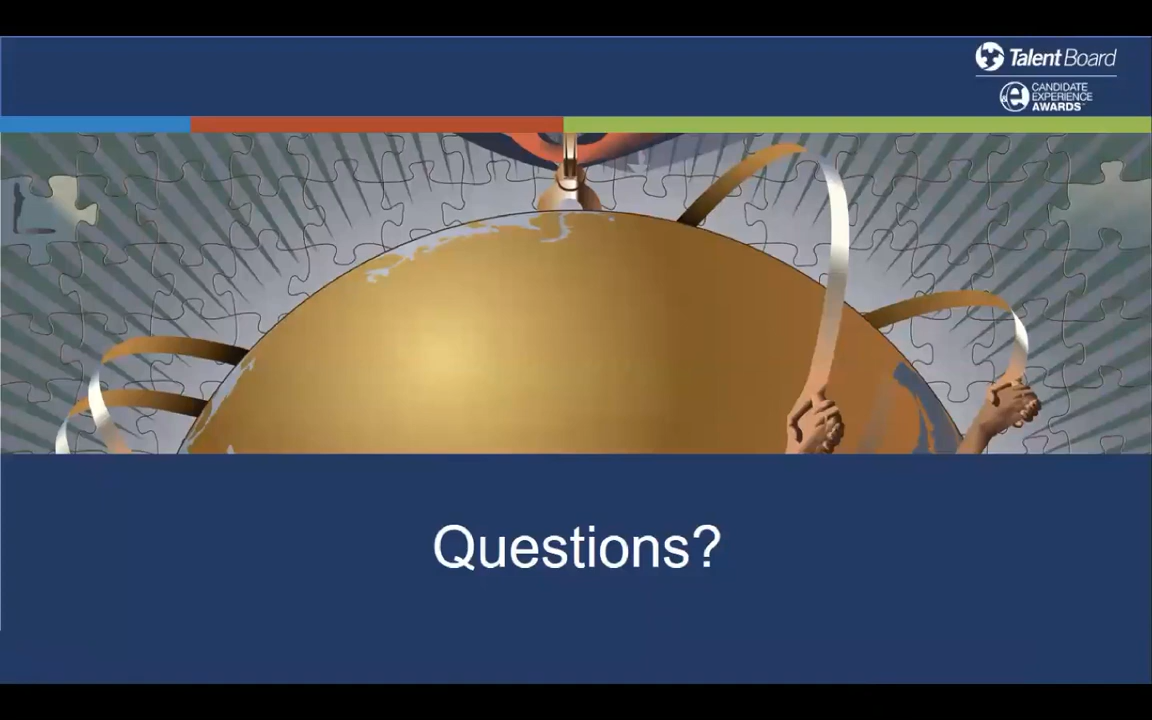 Talent Board
CANDIDATE
EXPERIENCE
AWARDS
Questions?